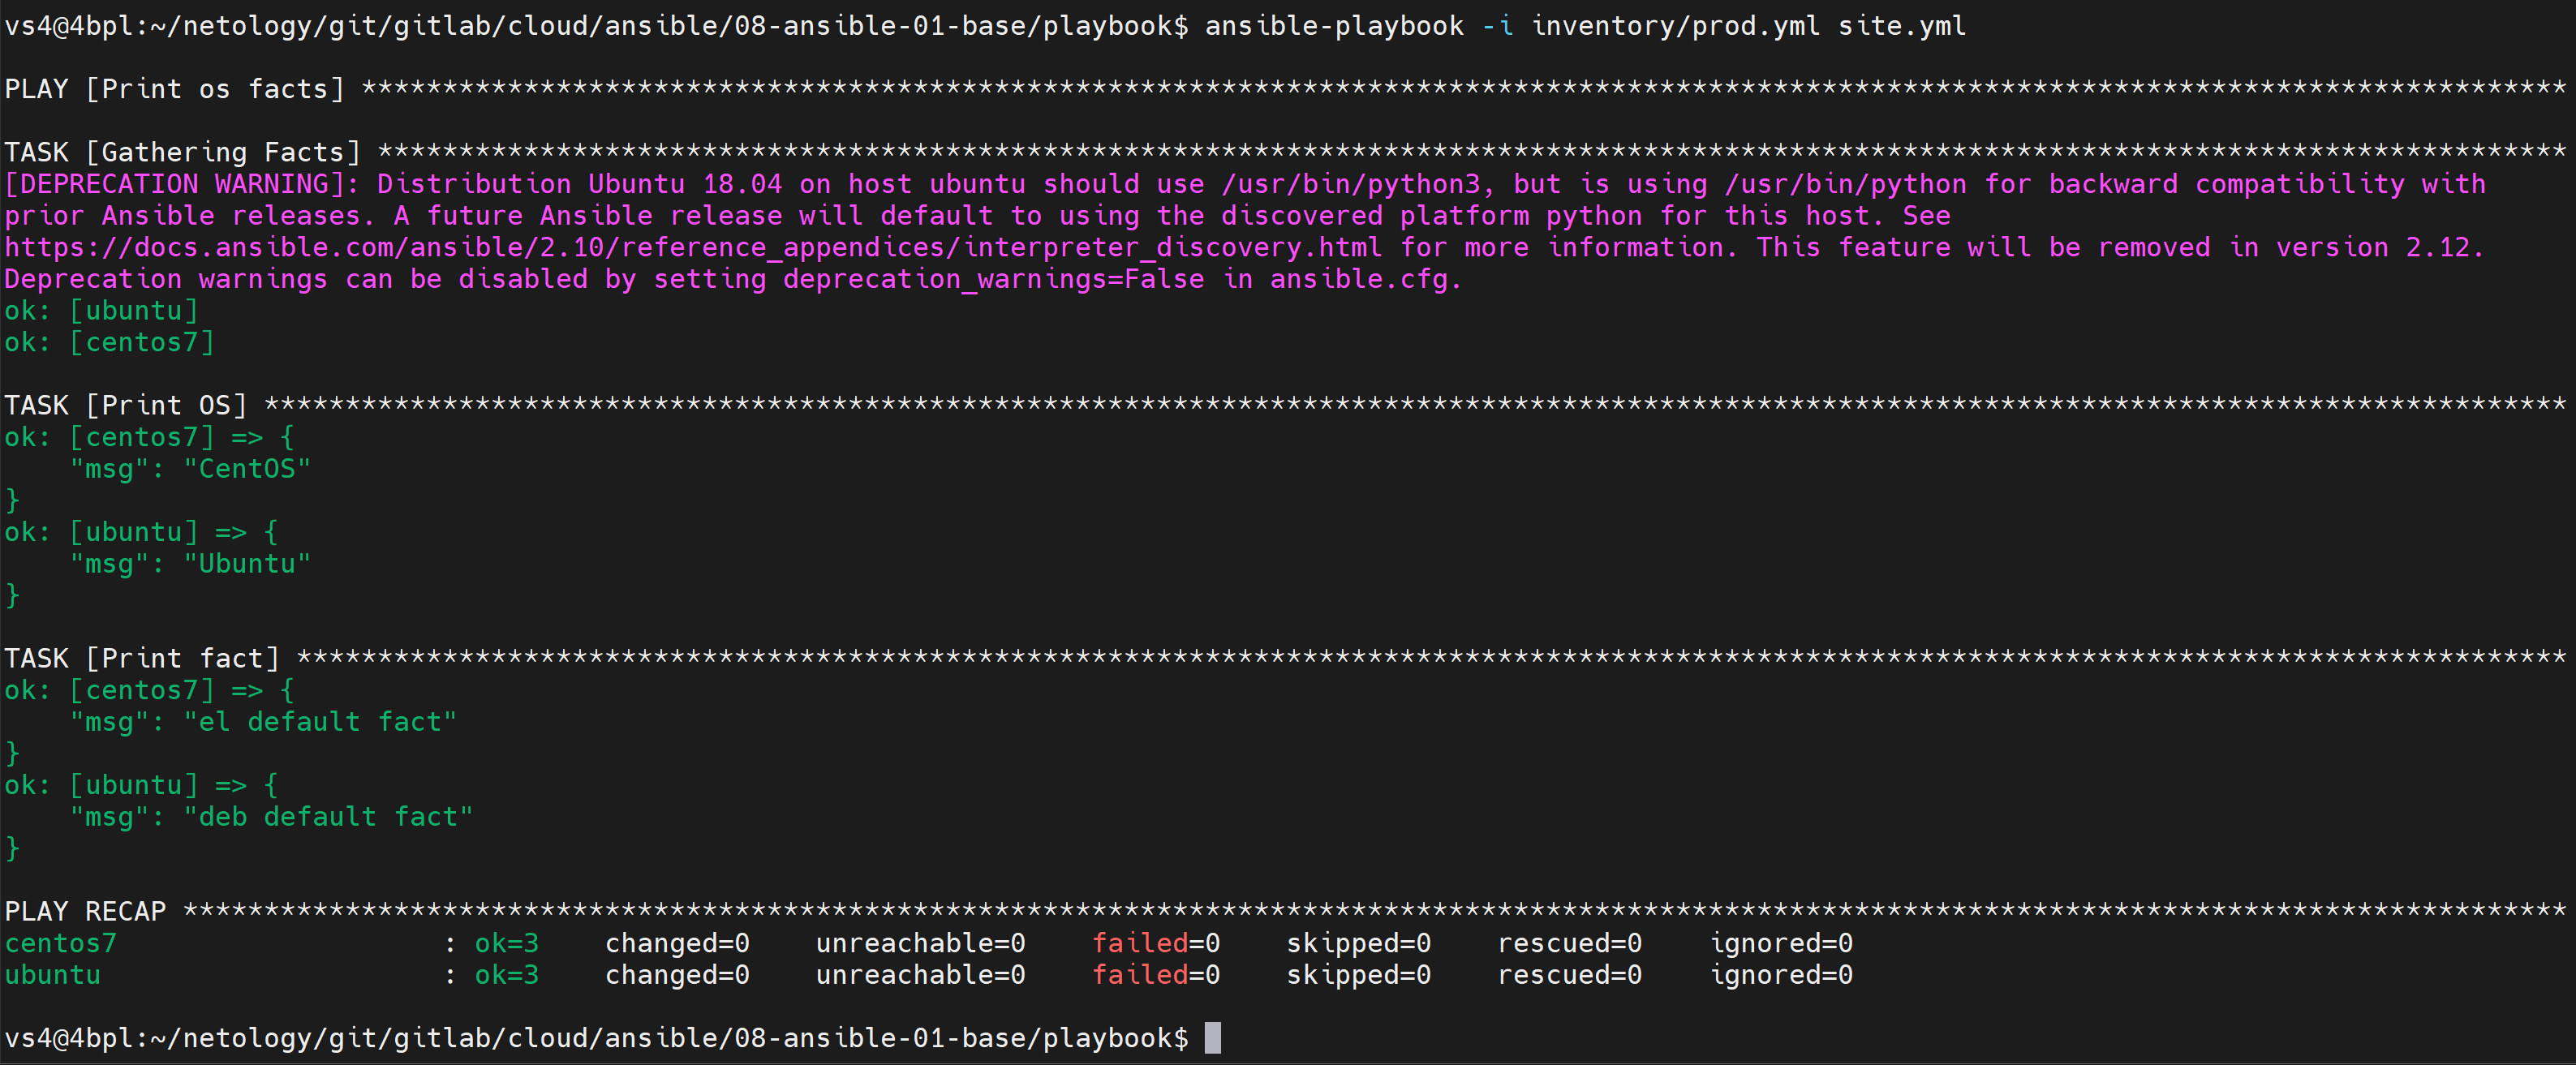 vs4@4bpl:~/netology/git/gitlab/cloud/ansible/08-ansible-01-base/playbook$ ansible-playbook -i inventory/prod.yml site.yml
PLAY [Print os facts] ****************************************************************************************************************************************
TASK [Gathering Facts] ***************************************************************************************************************************************
[DEPRECATION WARNING]: Distribution Ubuntu 18.04 on host ubuntu should use /usr/bin/python3, but is using /usr/bin/python for backward compatibility with
prior Ansible releases. A future Ansible release will default to using the discovered platform python for this host. See
https://docs.ansible.com/ansible/2.10/reference_appendices/interpreter_discovery.html for more information. This feature will be removed in version 2.12.
Deprecation warnings can be disabled by setting deprecation_warnings=False in ansible.cfg.
ok: [ubuntu]
ok: [centos7]
TASK [Print OS] **********************************************************************************************************************************************
ok: [centos7] => {
    "msg": "CentOS"
}
ok: [ubuntu] => {
    "msg": "Ubuntu"
}
TASK [Print fact] ********************************************************************************************************************************************
ok: [centos7] => {
    "msg": "el default fact"
}
ok: [ubuntu] => {
    "msg": "deb default fact"
}
PLAY RECAP ***************************************************************************************************************************************************
centos7                    : ok=3    changed=0    unreachable=0    failed=0    skipped=0    rescued=0    ignored=0
ubuntu                     : ok=3    changed=0    unreachable=0    failed=0    skipped=0    rescued=0    ignored=0
vs4@4bpl:~/netology/git/gitlab/cloud/ansible/08-ansible-01-base/playbook$